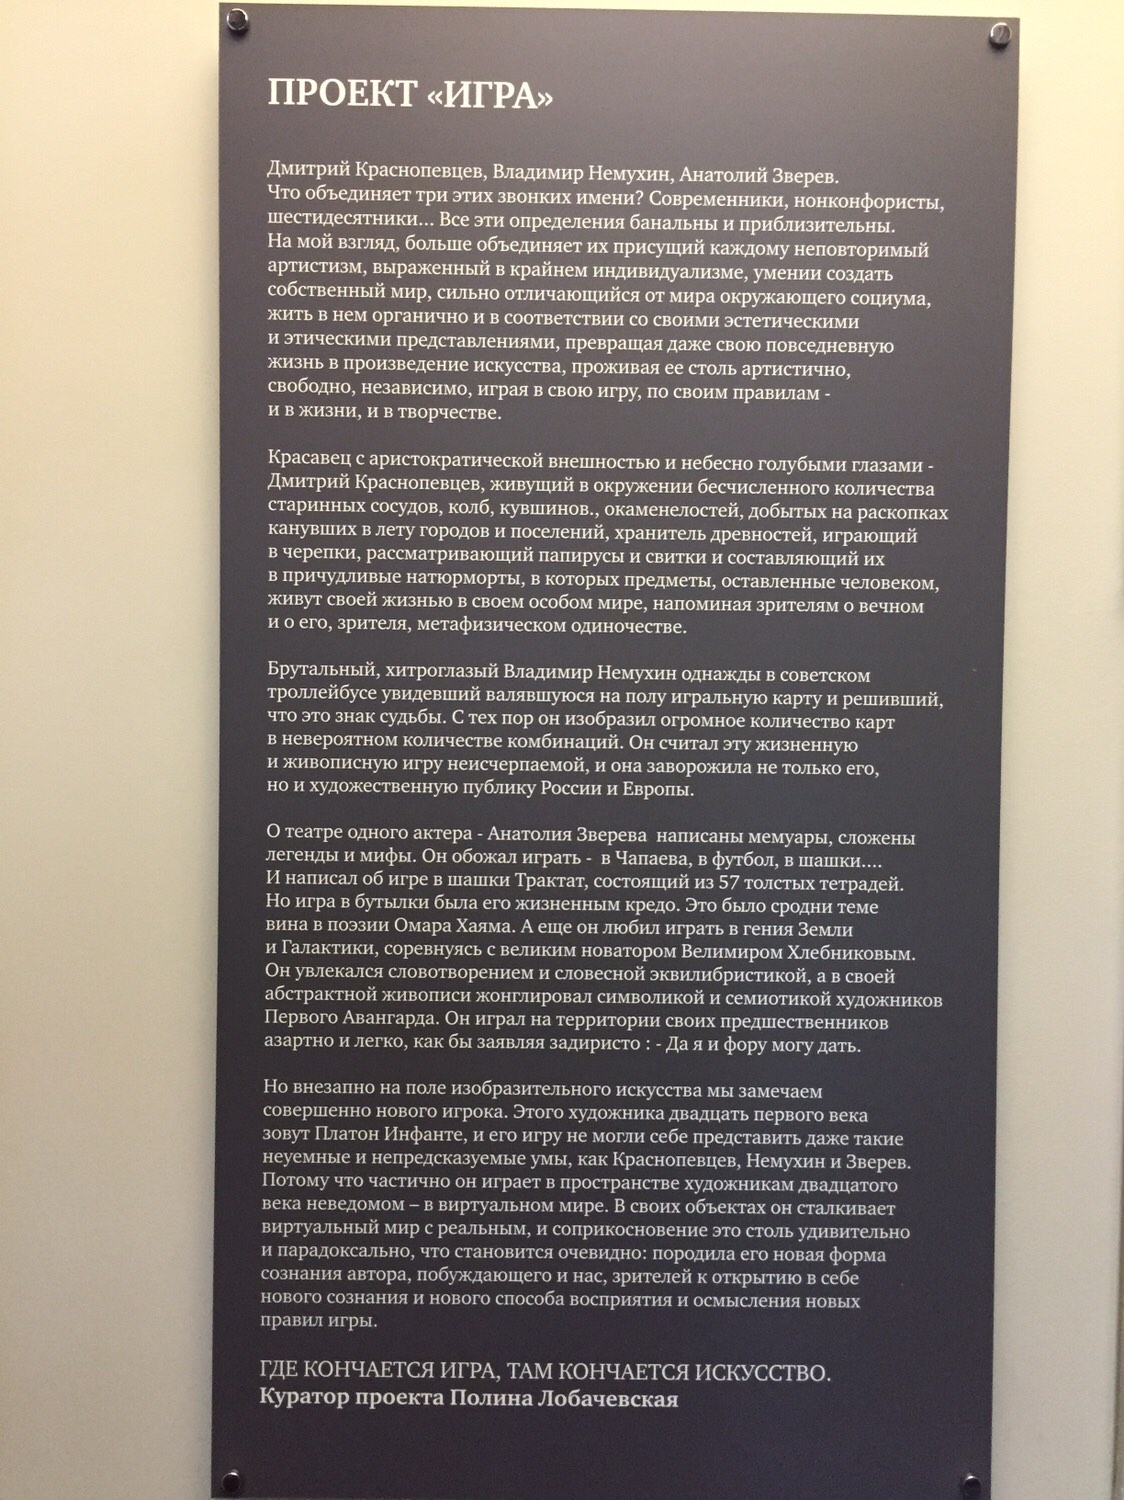 ПРОЕКТ «ИГРА»
Дмитрий Краснопевцев, Владимир Немухин, Анатолий Зверев.
Что объединяет три этих звонких имени? Современники, нонконфористы,
шестидесятники... Все эти определения банальны и приблизительны.
На мой взгляд, больше объединяет их присущий каждому неповторимый
артистизм, выраженный в крайнем индивидуализме, умении создать
собственный мир, сильно отличающийся от мира окружающего социума,
жить в нем органично и в соответствии со своими эстетическими
и этическими представлениями, превращая даже свою повседневную
жизнь в произведение искусства, проживая ее столь артистично,
свободно, независимо, играя в свою игру, по своим правилам -
и в жизни, и в творчестве.
Красавец с аристократической внешностью и небесно голубыми глазами -
Дмитрий Краснопевцев, живущий в окружении бесчисленного количества
старинных сосудов, колб, кувшинов., окаменелостей, добытых на раскопках
канувших в лету городов и поселений, хранитель древностей, играющий
в черепки, рассматривающий папирусы и свитки и составляющий их
в причудливые натюрморты, в которых предметы, оставленные человеком,
живут своей жизнью в своем особом мире, напоминая зрителям о вечном
и о его, зрителя, метафизическом одиночестве.
Брутальный, хитроглазый Владимир Немухин однажды в советском
троллейбусе увидевший валявшуюся на полу игральную карту и решивший,
что это знак судьбы. С тех пор он изобразил огромное количество карт
в невероятном количестве комбинаций. Он считал эту жизненную
и живописную игру неисчерпаемой, и она заворожила не только его,
но и художественную публику России и Европы.
О театре одного актера - Анатолия Зверева написаны мемуары, сложены
легенды и мифы. Он обожал играть - в Чапаева, в футбол, в шашки....
И написал об игре в шашки Трактат, состоящий из 57 толстых тетрадей.
Но игра в бутылки была его жизненным кредо. Это было сродни теме
вина в поэзии Омара Хаяма. А еще он любил играть в гения Земли
и Галактики, соревнуясь с великим новатором Велимиром Хлебниковым.
Он увлекался словотворением и словесной эквилибристикой, а в своей
абстрактной живописи жонглировал символикой и семиотикой художников
Первого Авангарда. Он играл на территории своих предшественников
азартно и легко, как бы заявляя задиристо : - Да я и фору могу дать.
Но внезапно на поле изобразительного искусства мы замечаем
совершенно нового игрока. Этого художника двадцать первого века
зовут Платон Инфанте, и его игру не могли себе представить даже такие
неуемные и непредсказуемые умы, как Краснопевцев, Немухин и Зверев.
Потому что частично он играет в пространстве художникам двадцатого
века неведомом – в виртуальном мире. В своих объектах он сталкивает
виртуальный мир с реальным, и соприкосновение это столь удивительно
и парадоксально, что становится очевидно: породила его новая форма
сознания автора, побуждающего и нас, зрителей к открытию в себе
нового сознания и нового способа восприятия и осмысления новых
правил игры.
ГДЕ КОНЧАЕТСЯ ИГРА, ТАМ КОНЧАЕТСЯ ИСКУССТВО.
Куратор проекта Полина Лобачевская